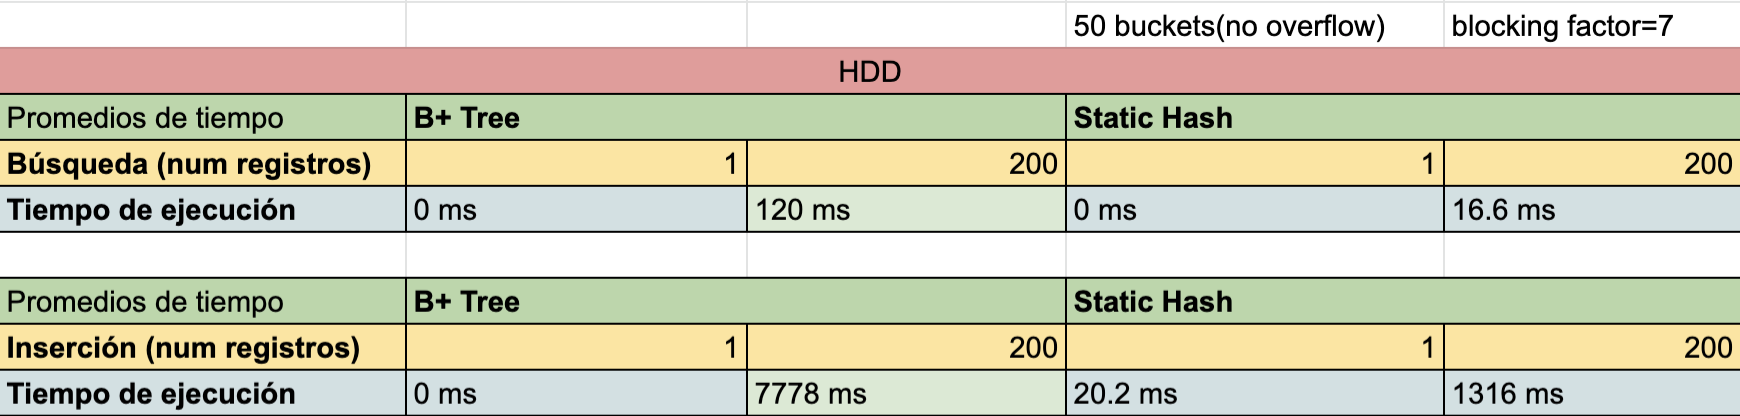 50 buckets(no overflow) blocking factor=7
HDD
Promedios de tiempo B+ Tree Static Hash
Búsqueda (num registros) 1 200 1 200
Tiempo de ejecución 0 ms 120 ms 0 ms 16.6 ms
Promedios de tiempo B+ Tree Static Hash
Inserción (num registros) 1 200 1 200
Tiempo de ejecución 0 ms 7778 ms 20.2 ms 1316 ms